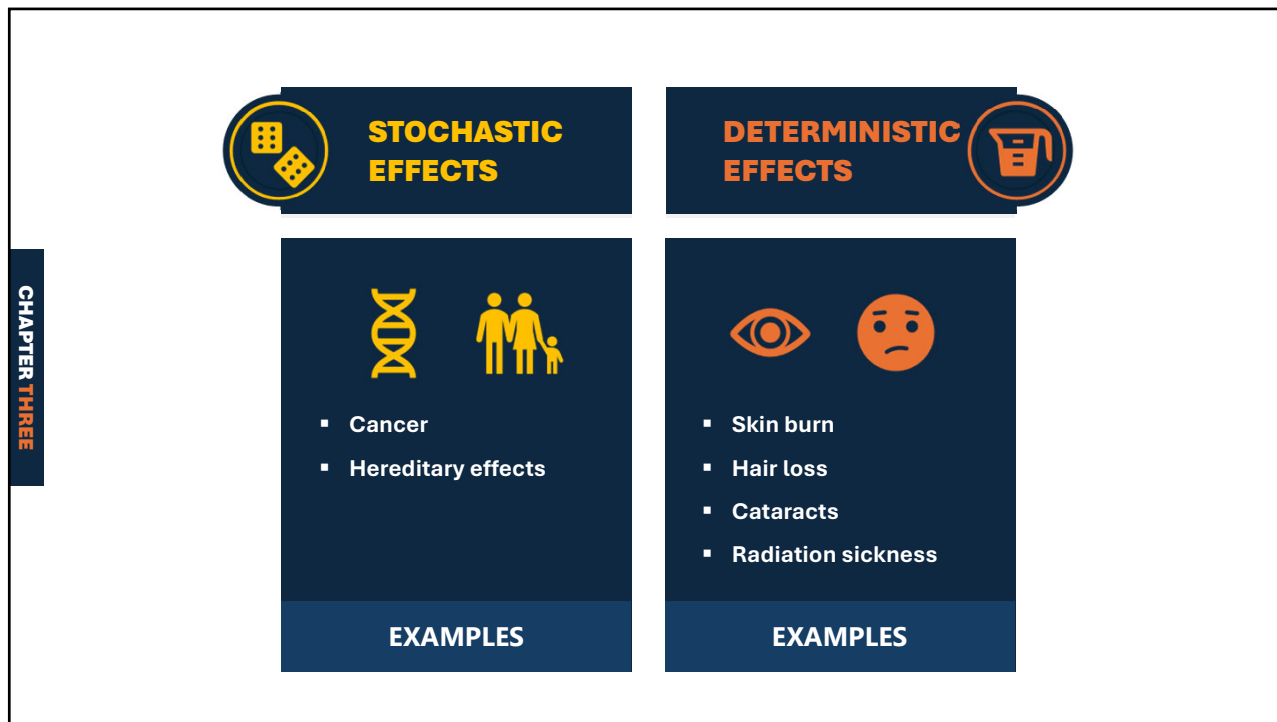 CHAPTER THREE
STOCHASTIC
EFFECTS
Cancer
Hereditary effects
EXAMPLES
DETERMINISTIC
EFFECTS
Skin burn
Hair loss
Cataracts
Radiation sickness
EXAMPLES